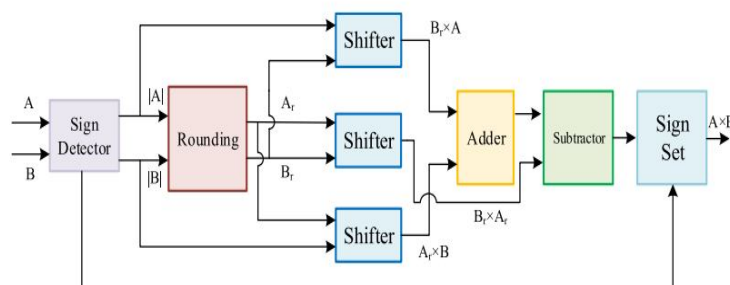 A
B
Sign
Detector
|A|
|B|
Rounding
Aᵣ
Bᵣ
Shifter
Shifter
Shifter
Bᵣ×A
Bᵣ×Aᵣ
Aᵣ×B
Adder
Subtractor
Sign
Set
A×B